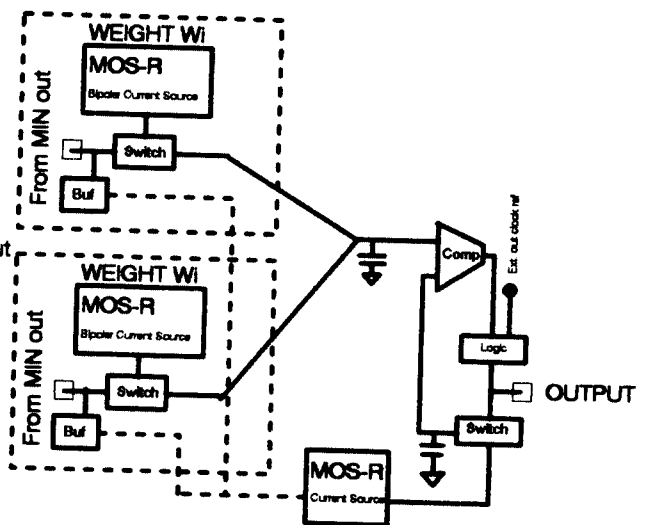 WEIGHT Wi
MOS-R
Bipolar Current Source
Switch
From MIN out
Buf
ut
WEIGHT Wi
MOS-R
Bipolar Current Source
Switch
From MIN out
Buf
Comp
Ext out clock ref
Logic
OUTPUT
Switch
MOS-R
Current Source